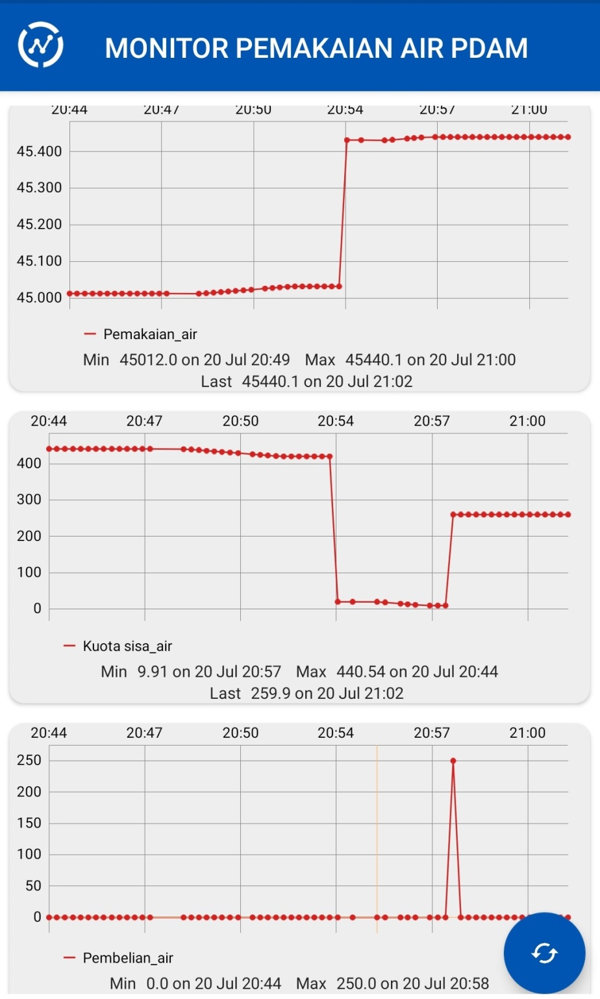 MONITOR PEMAKAIAN AIR PDAM
20:44 20:47 20:50 20:54 20:57 21:00
45.400
45.300
45.200
45.100
45.000
Pemakaian_air
Min 45012.0 on 20 Jul 20:49 Max 45440.1 on 20 Jul 21:00
Last 45440.1 on 20 Jul 21:02
20:44 20:47 20:50 20:54 20:57 21:00
400
300
200
100
0
Kuota sisa_air
Min 9.91 on 20 Jul 20:57 Max 440.54 on 20 Jul 20:44
Last 259.9 on 20 Jul 21:02
20:44 20:47 20:50 20:54 20:57 21:00
250
200
150
100
50
0
Pembelian_air
Min 0.0 on 20 Jul 20:44 Max 250.0 on 20 Jul 20:58